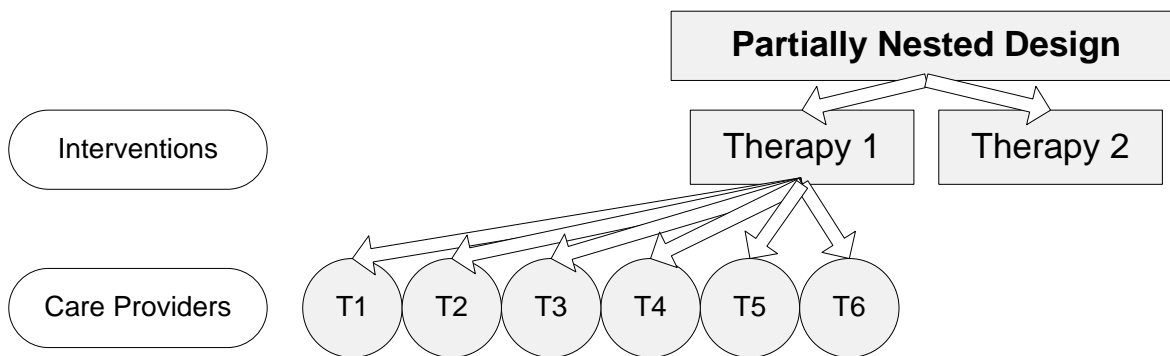 Partially Nested Design
Interventions
Therapy 1
Therapy 2
Care Providers
T1
T2
T3
T4
T5
T6